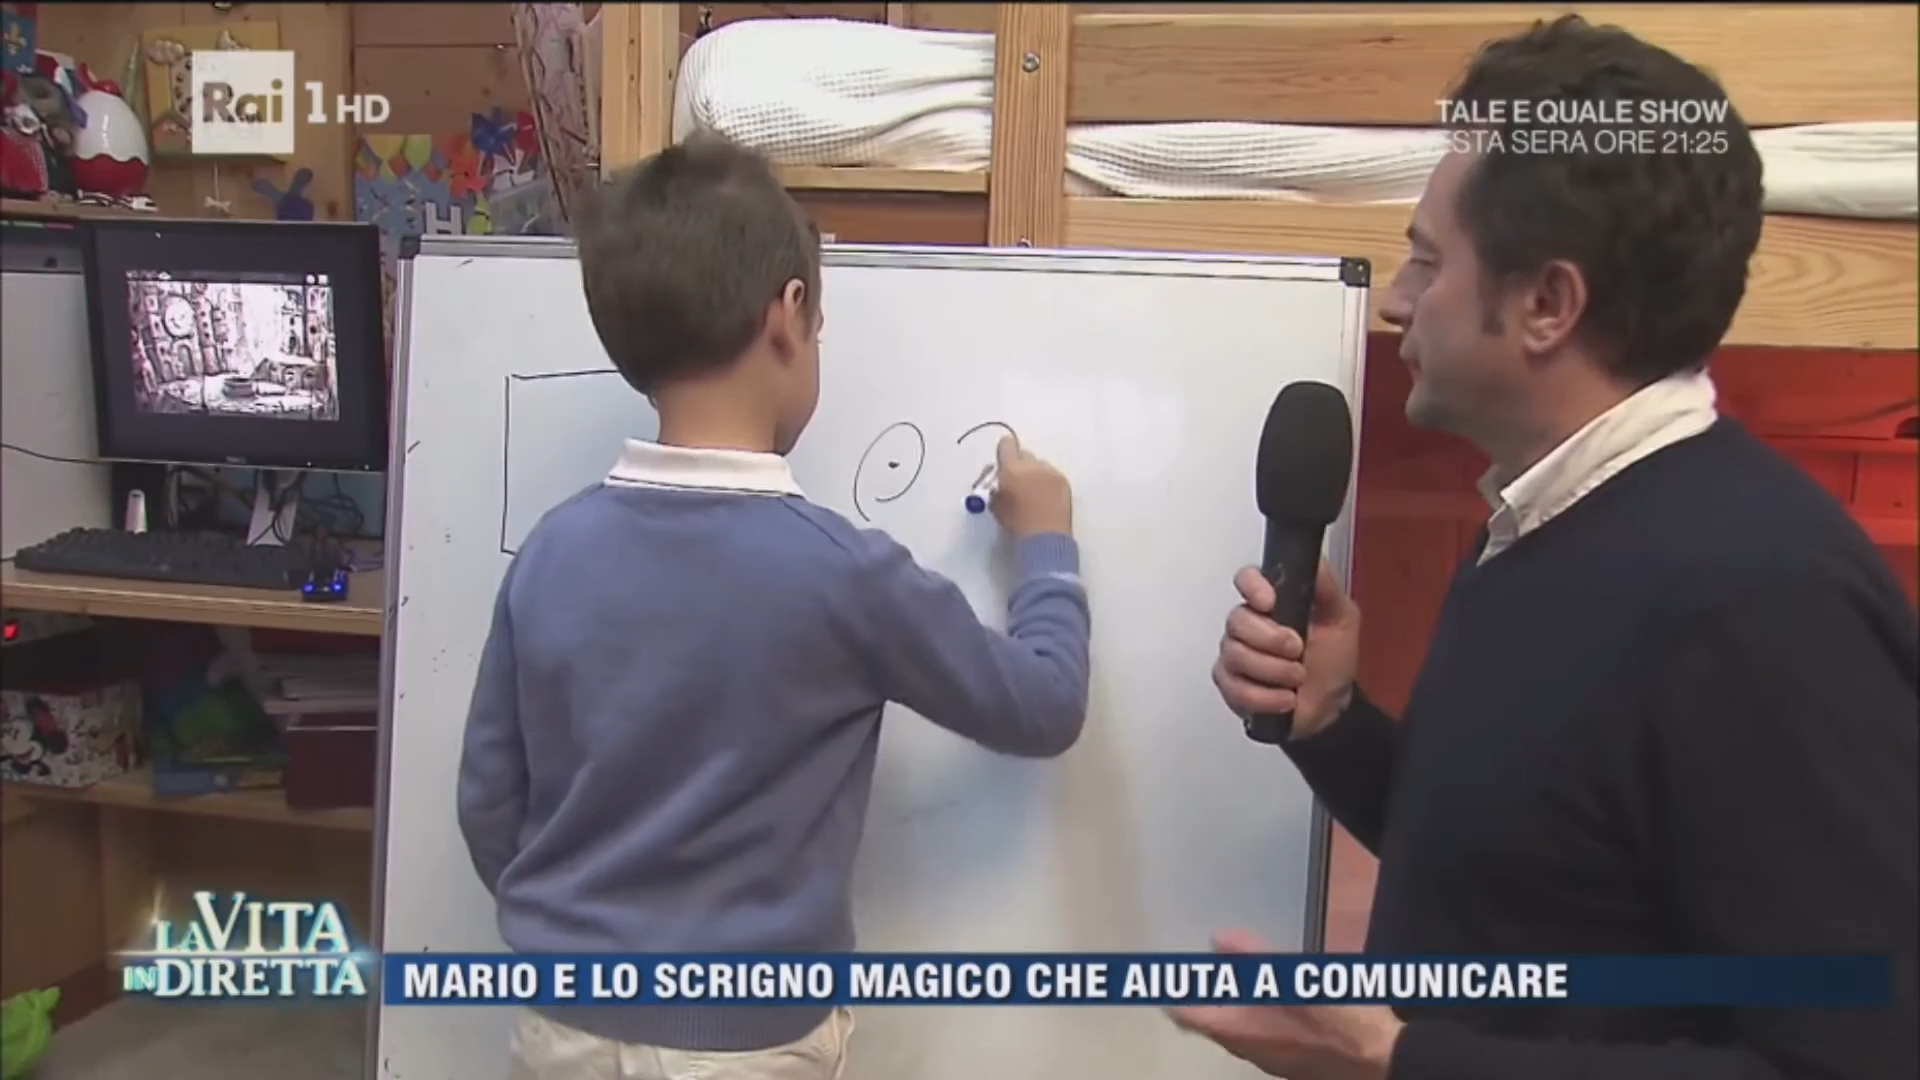 Rai 1 HD
TALE E QUALE SHOW
STA SERA ORE 21:25
LA VITA
IN DIRETTA
MARIO E LO SCRIGNO MAGICO CHE AIUTA A COMUNICARE